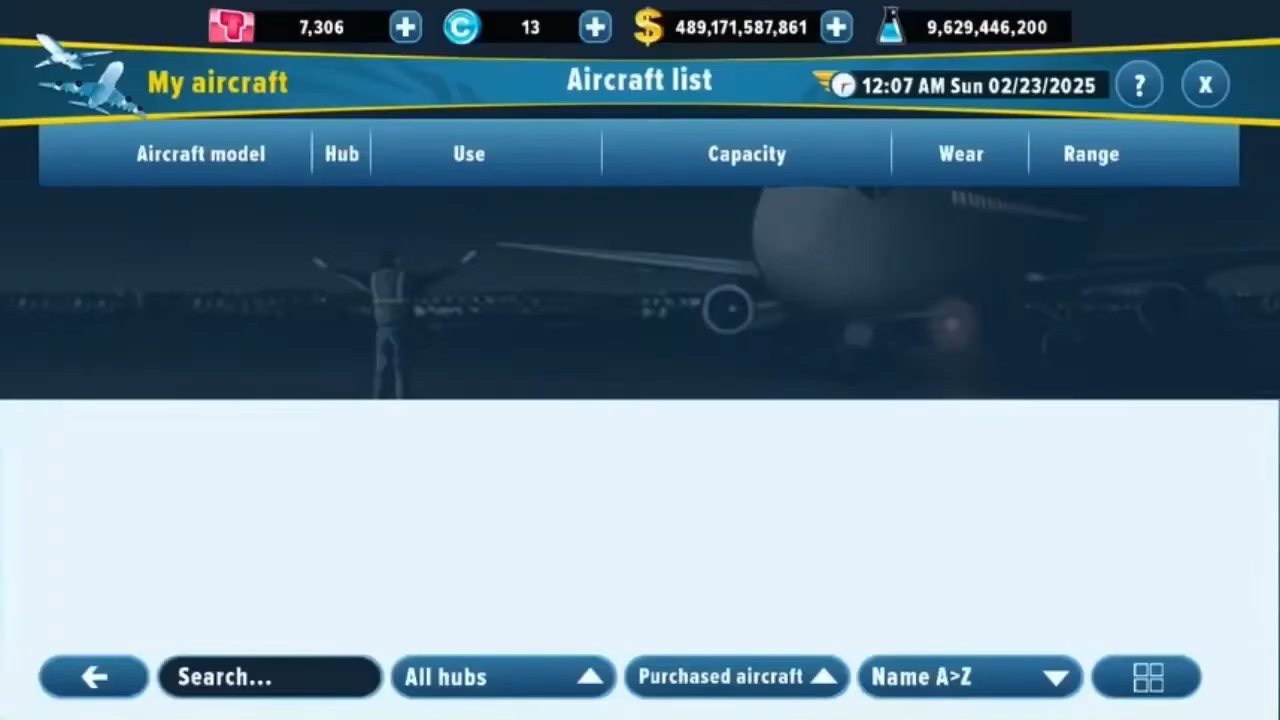 7,306
13
489,171,587,861
9,629,446,200
My aircraft
Aircraft list
12:07 AM Sun 02/23/2025
?
X
Aircraft model
Hub
Use
Capacity
Wear
Range
Search...
All hubs
Purchased aircraft
Name A>Z